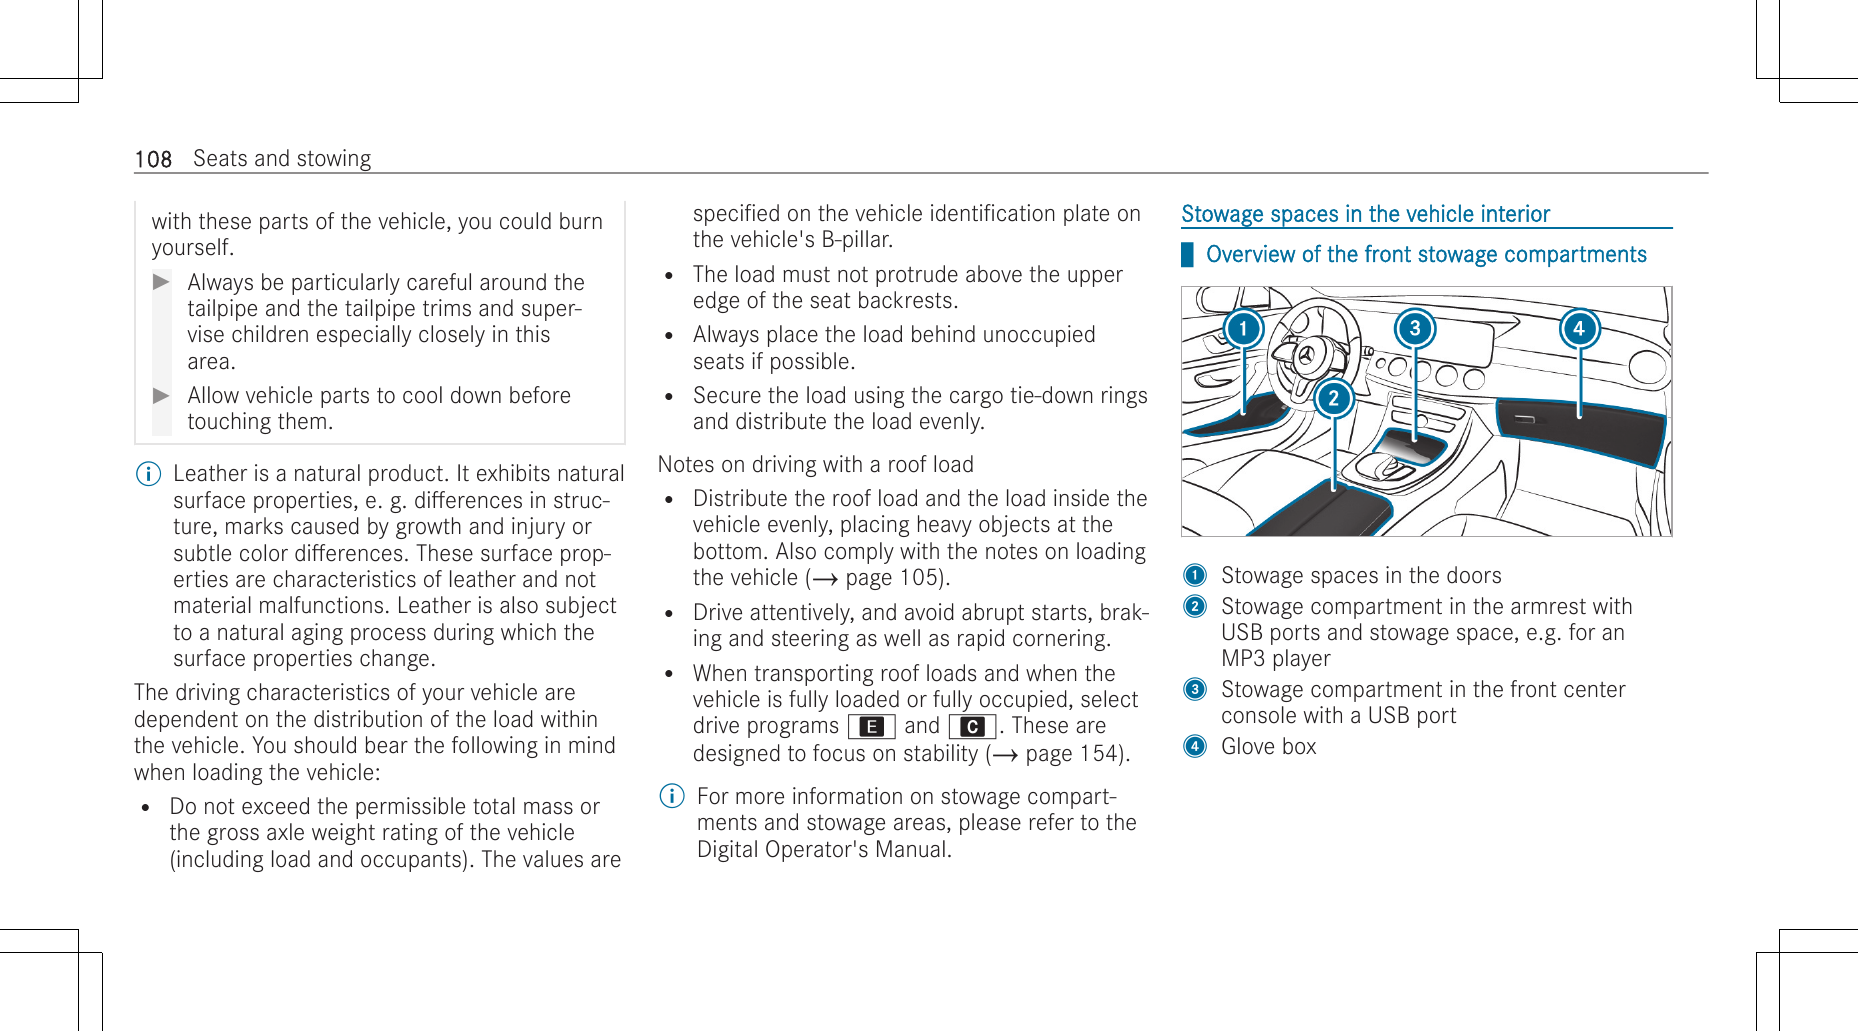 108 Seats and stowing
with these parts of the vehicle, you could burn
yourself.
▶ Always be particularly careful around the
tailpipe and the tailpipe trims and super-
vise children especially closely in this
area.
▶ Allow vehicle parts to cool down before
touching them.
Leather is a natural product. It exhibits natural
surface properties, e. g. differences in struc-
ture, marks caused by growth and injury or
subtle color differences. These surface prop-
erties are characteristics of leather and not
material malfunctions. Leather is also subject
to a natural aging process during which the
surface properties change.
The driving characteristics of your vehicle are
dependent on the distribution of the load within
the vehicle. You should bear the following in mind
when loading the vehicle:
• Do not exceed the permissible total mass or
the gross axle weight rating of the vehicle
(including load and occupants). The values are
specified on the vehicle identification plate on
the vehicle's B-pillar.
• The load must not protrude above the upper
edge of the seat backrests.
• Always place the load behind unoccupied
seats if possible.
• Secure the load using the cargo tie-down rings
and distribute the load evenly.
Notes on driving with a roof load
• Distribute the roof load and the load inside the
vehicle evenly, placing heavy objects at the
bottom. Also comply with the notes on loading
the vehicle (→ page 105).
• Drive attentively, and avoid abrupt starts, brak-
ing and steering as well as rapid cornering.
• When transporting roof loads and when the
vehicle is fully loaded or fully occupied, select
drive programs E and C. These are
designed to focus on stability (→ page 154).
For more information on stowage compart-
ments and stowage areas, please refer to the
Digital Operator's Manual.
Stowage spaces in the vehicle interior
Overview of the front stowage compartments
1
2
3
4
1 Stowage spaces in the doors
2 Stowage compartment in the armrest with
USB ports and stowage space, e.g. for an
MP3 player
3 Stowage compartment in the front center
console with a USB port
4 Glove box